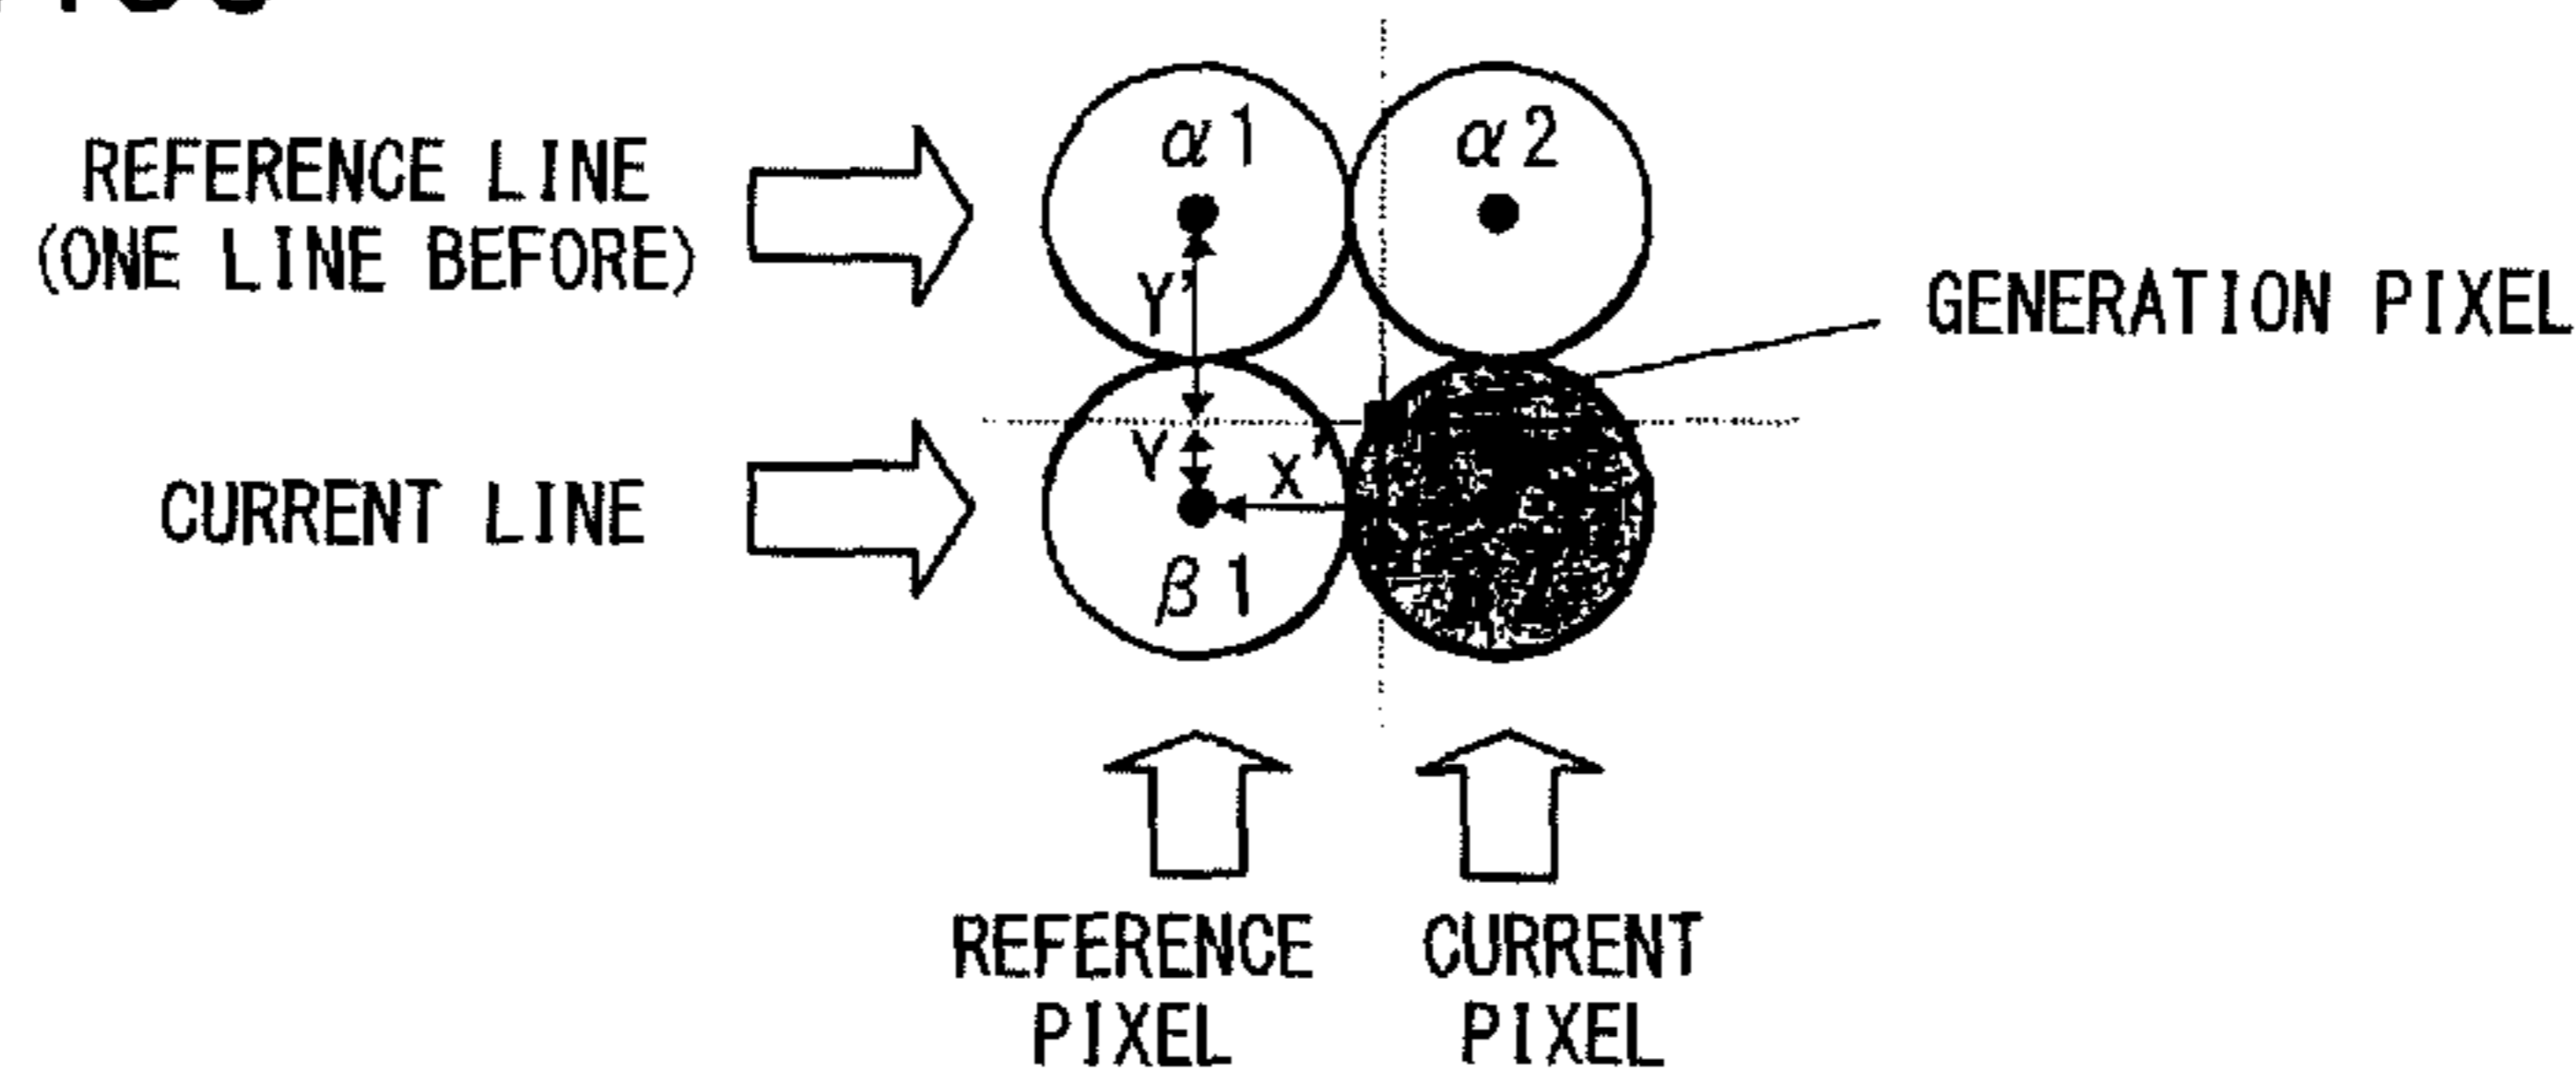 REFERENCE LINE
(ONE LINE BEFORE)
α1
α2
Y'
GENERATION PIXEL
CURRENT LINE
Y
X'
β1
REFERENCE
PIXEL
CURRENT
PIXEL